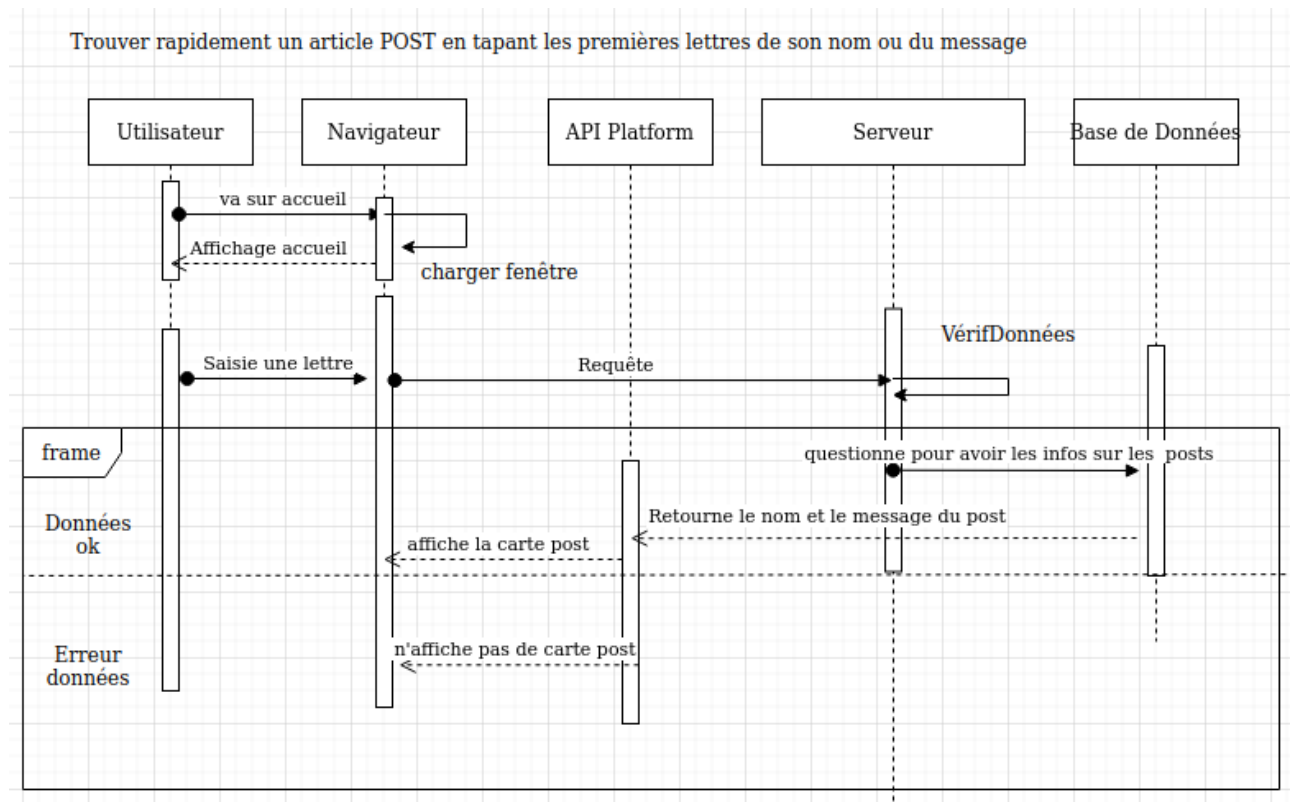 Trouver rapidement un article POST en tapant les premières lettres de son nom ou du message
Utilisateur
Navigateur
API Platform
Serveur
Base de Données
va sur accueil
Affichage accueil
charger fenêtre
VérifDonnées
Saisie une lettre
Requête
frame
questionne pour avoir les infos sur les  posts
Données
ok
Retourne le nom et le message du post
affiche la carte post
n'affiche pas de carte post
Erreur
données